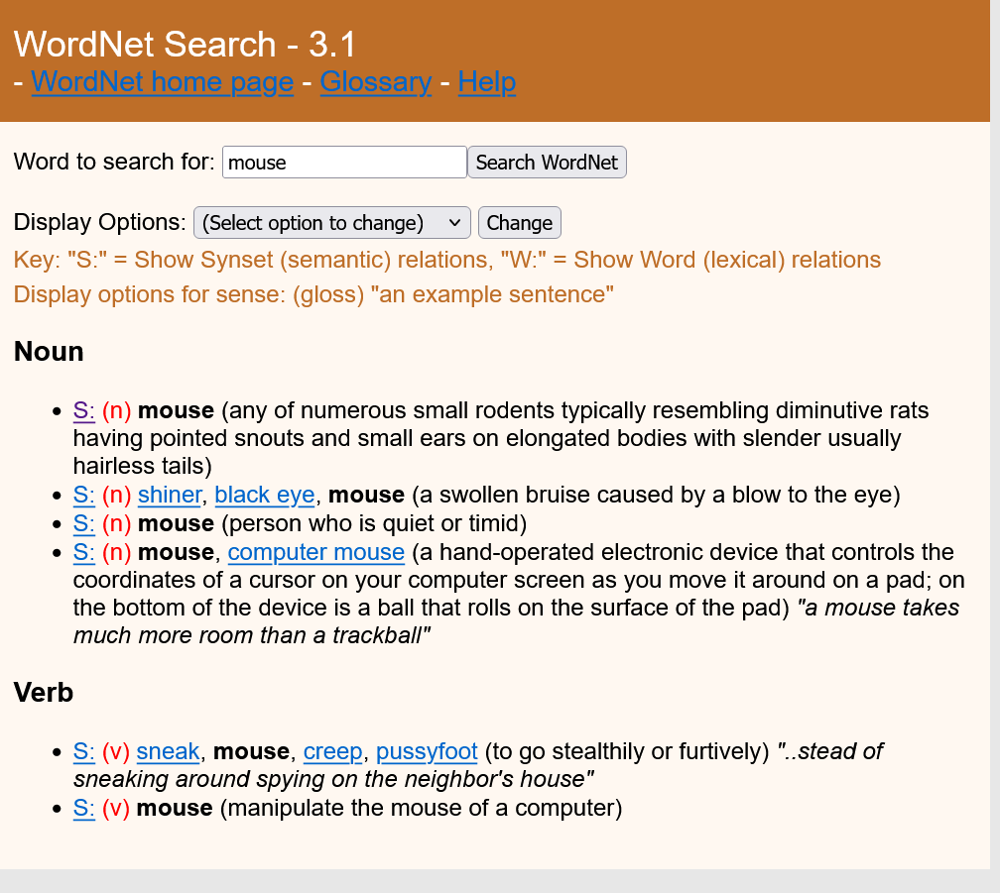 WordNet Search - 3.1
- WordNet home page - Glossary - Help
Word to search for: mouse Search WordNet
Display Options: (Select option to change) Change
Key: "S:" = Show Synset (semantic) relations, "W:" = Show Word (lexical) relations
Display options for sense: (gloss) "an example sentence"
Noun
• S: (n) mouse (any of numerous small rodents typically resembling diminutive rats
having pointed snouts and small ears on elongated bodies with slender usually
hairless tails)
• S: (n) shiner, black eye, mouse (a swollen bruise caused by a blow to the eye)
• S: (n) mouse (person who is quiet or timid)
• S: (n) mouse, computer mouse (a hand-operated electronic device that controls the
coordinates of a cursor on your computer screen as you move it around on a pad; on
the bottom of the device is a ball that rolls on the surface of the pad) "a mouse takes
much more room than a trackball"
Verb
• S: (v) sneak, mouse, creep, pussyfoot (to go stealthily or furtively) "..stead of
sneaking around spying on the neighbor's house"
• S: (v) mouse (manipulate the mouse of a computer)